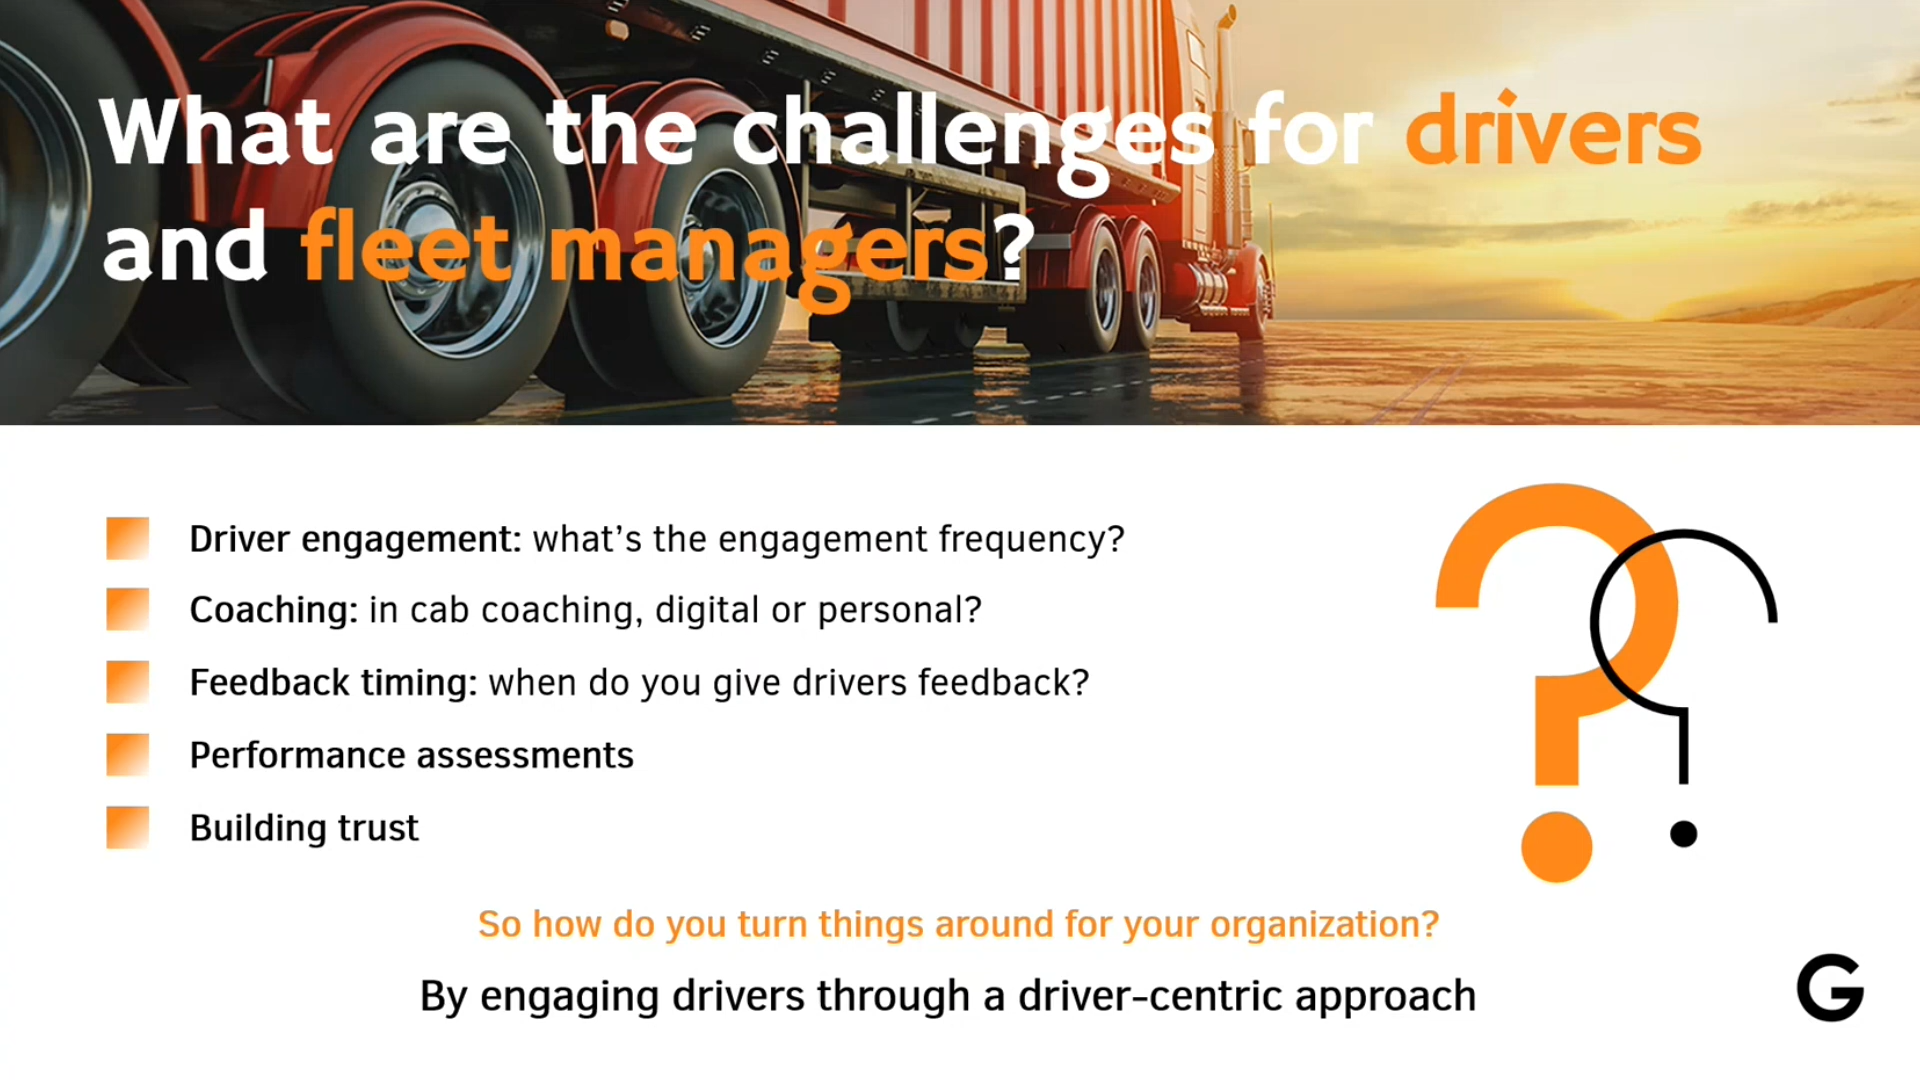 What are the challenges for drivers
and fleet managers?
Driver engagement: what’s the engagement frequency?
Coaching: in cab coaching, digital or personal?
Feedback timing: when do you give drivers feedback?
Performance assessments
Building trust
So how do you turn things around for your organization?
By engaging drivers through a driver-centric approach
G